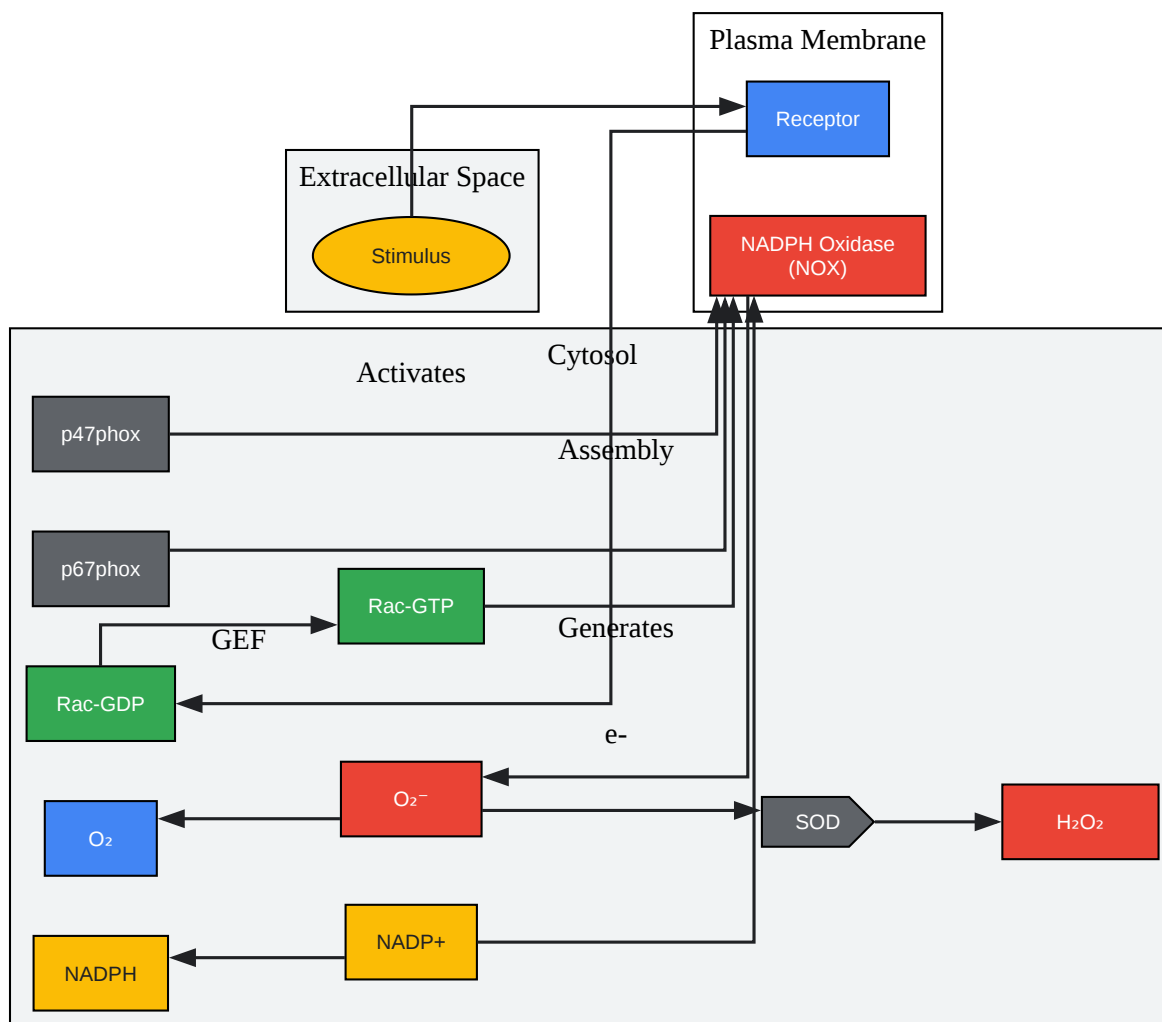 Plasma Membrane
Receptor
Extracellular Space
Stimulus
NADPH Oxidase
(NOX)
Cytosol
Activates
p47phox
Assembly
p67phox
Rac-GTP
Generates
GEF
Rac-GDP
e-
O₂⁻
SOD
H₂O₂
O₂
NADP+
NADPH